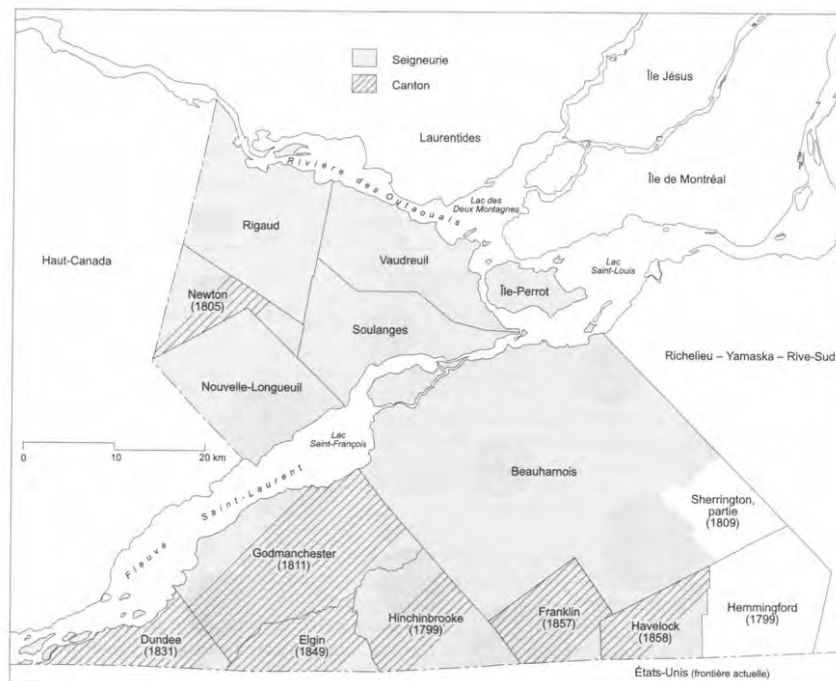 Seigneurie
Canton
Île Jésus
Laurentides
Rivière des Outaouais
Lac des
Deux Montagnes
Île de Montréal
Rigaud
Haut-Canada
Vaudreuil
Lac
Saint-Louis
Île-Perrot
Newton
(1805)
Soulanges
Richelieu – Yamaska – Rive-Sud
Nouvelle-Longueuil
Lac
Saint-François
0 10 20 km
Beauharnois
Fleuve Saint-Laurent
Sherrington,
partie
(1809)
Godmanchester
(1811)
Hemmingford
(1799)
Hinchinbrooke
(1799)
Franklin
(1857)
Havelock
(1858)
Dundee
(1831)
Elgin
(1849)
États-Unis (frontière actuelle)